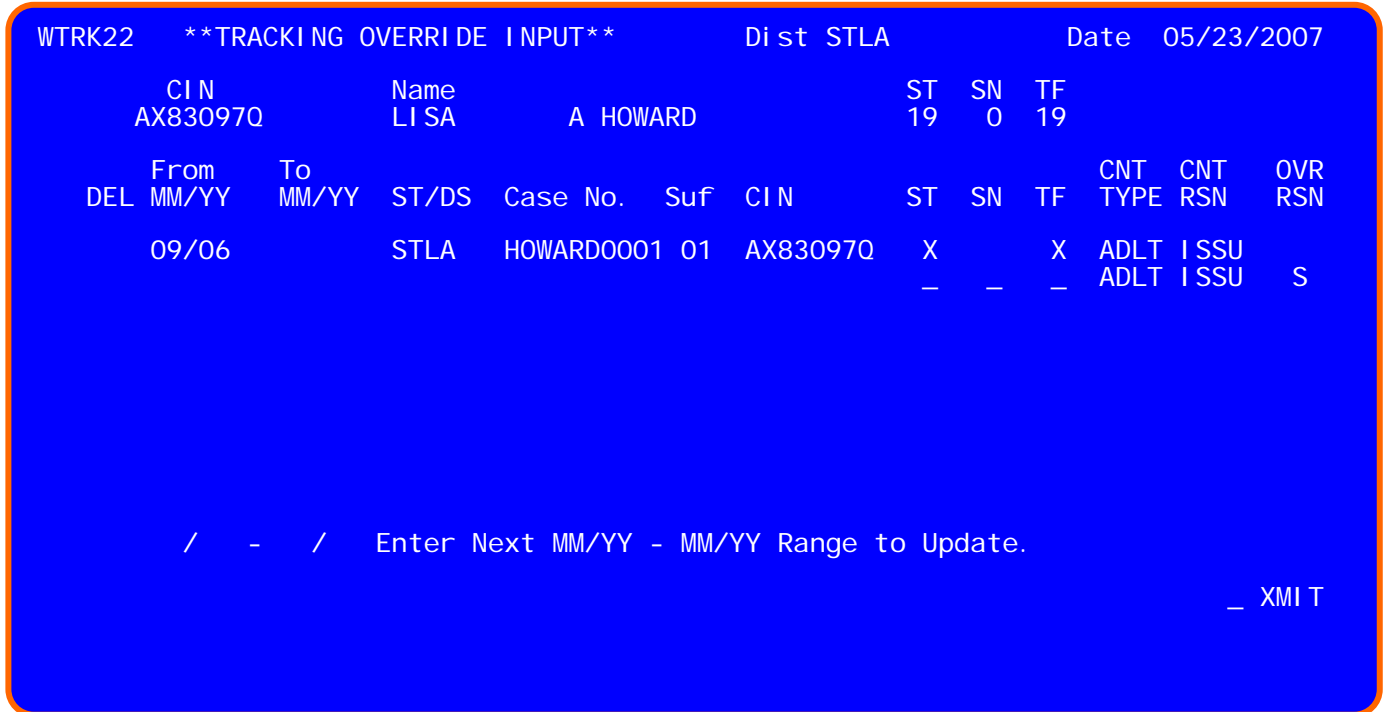 WTRK22 **TRACKING OVERRIDE INPUT** Dist STLA Date 05/23/2007
CIN Name ST SN TF
AX83097Q LISA A HOWARD 19 0 19
From To CNT CNT OVR
DEL MM/YY MM/YY ST/DS Case No. Suf CIN ST SN TF TYPE RSN RSN
09/06 STLA HOWARD0001 01 AX83097Q X X ADLT ISSU
_ _ _ ADLT ISSU S
/ - / Enter Next MM/YY - MM/YY Range to Update.
_ XMIT